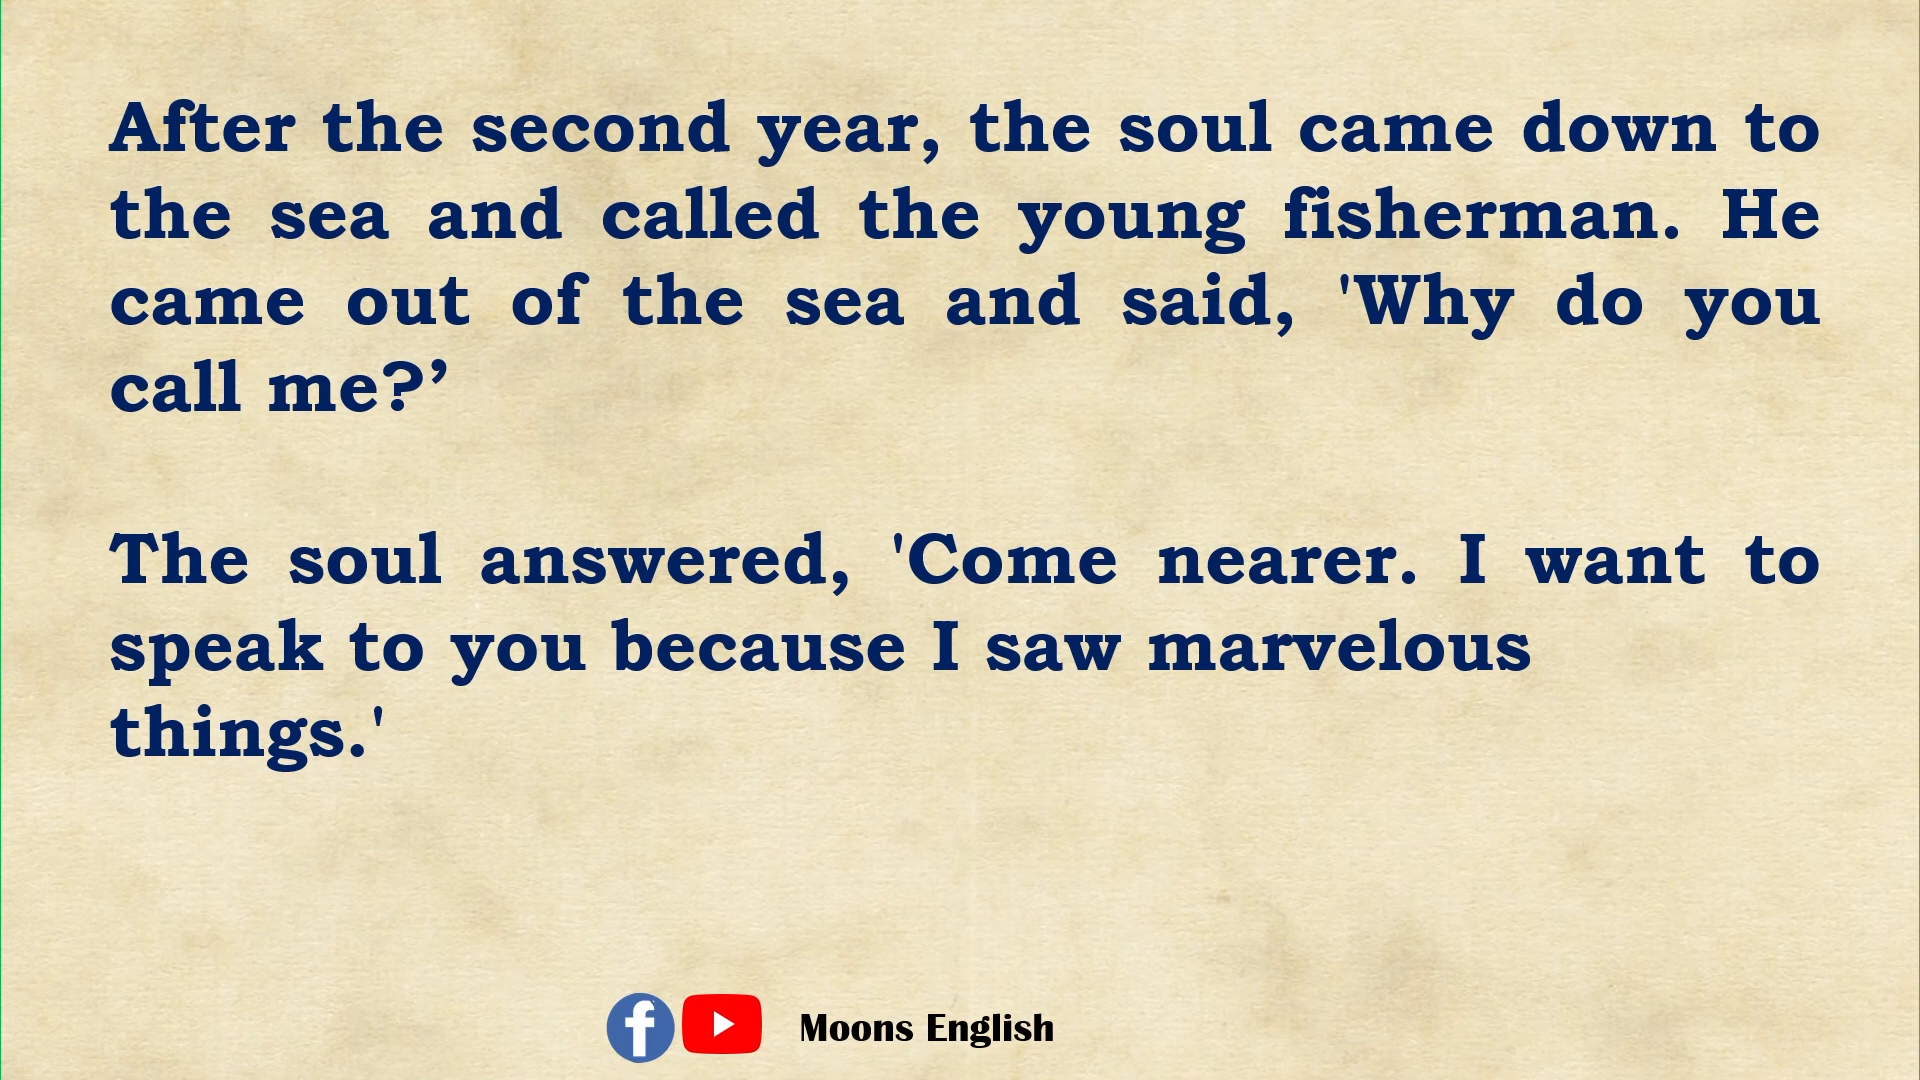 After the second year, the soul came down to
the sea and called the young fisherman. He
came out of the sea and said, 'Why do you
call me?’
The soul answered, 'Come nearer. I want to
speak to you because I saw marvelous
things.'
Moons English